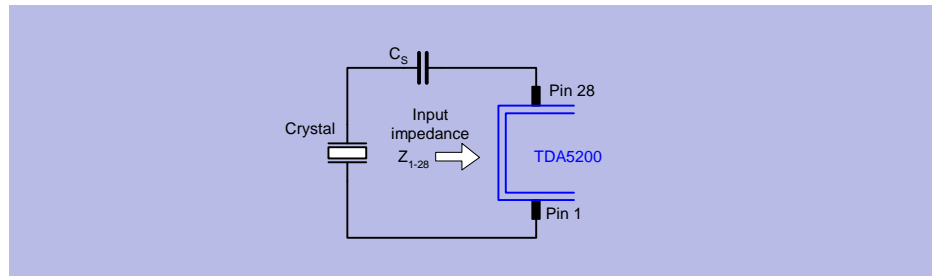 C_S
Pin 28
Input
impedance
Z_1-28
Crystal
TDA5200
Pin 1